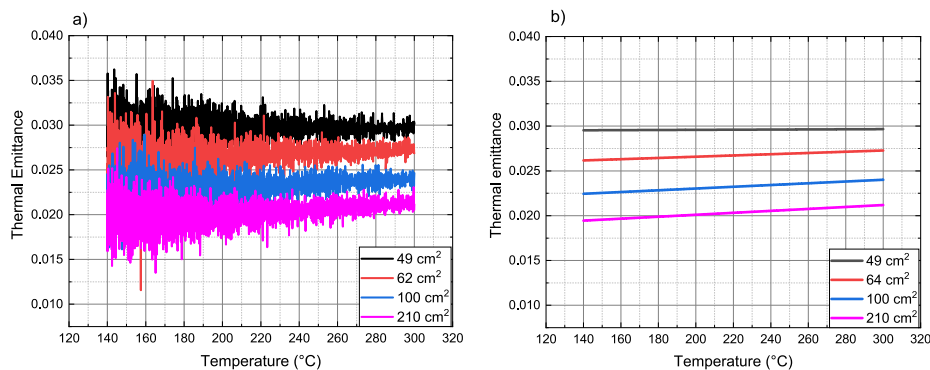 a)
0.040
0.035
0.030
0.025
0.020
0.015
0.010
Thermal Emittance
49 cm²
62 cm²
100 cm²
210 cm²
120 140 160 180 200 220 240 260 280 300 320
Temperature (°C)
b)
0.040
0.035
0.030
0.025
0.020
0.015
0.010
Thermal emittance
49 cm²
64 cm²
100 cm²
210 cm²
120 140 160 180 200 220 240 260 280 300 320
Temperature (°C)